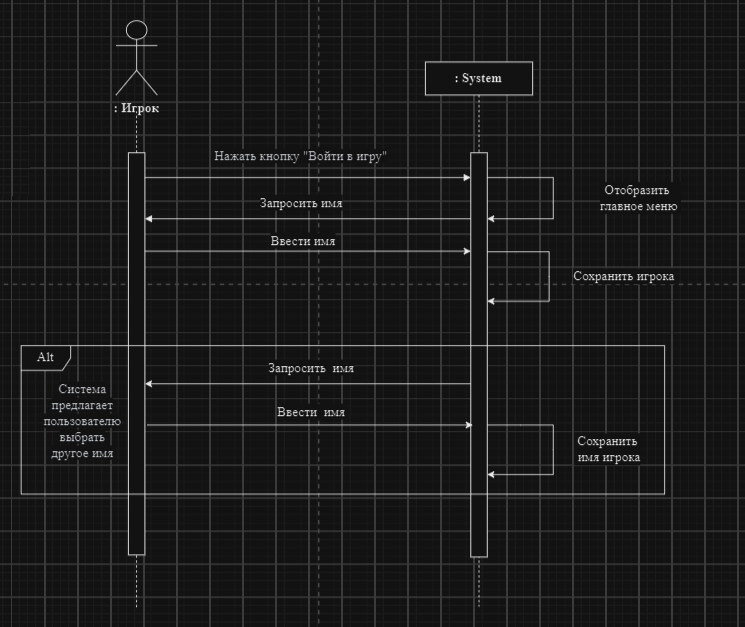 : Игрок
: System
Нажать кнопку "Войти в игру"
Отобразить
главное меню
Запросить имя
Ввести имя
Сохранить игрока
Alt
Система
предлагает
пользователю
выбрать
другое имя
Запросить имя
Ввести имя
Сохранить
имя игрока